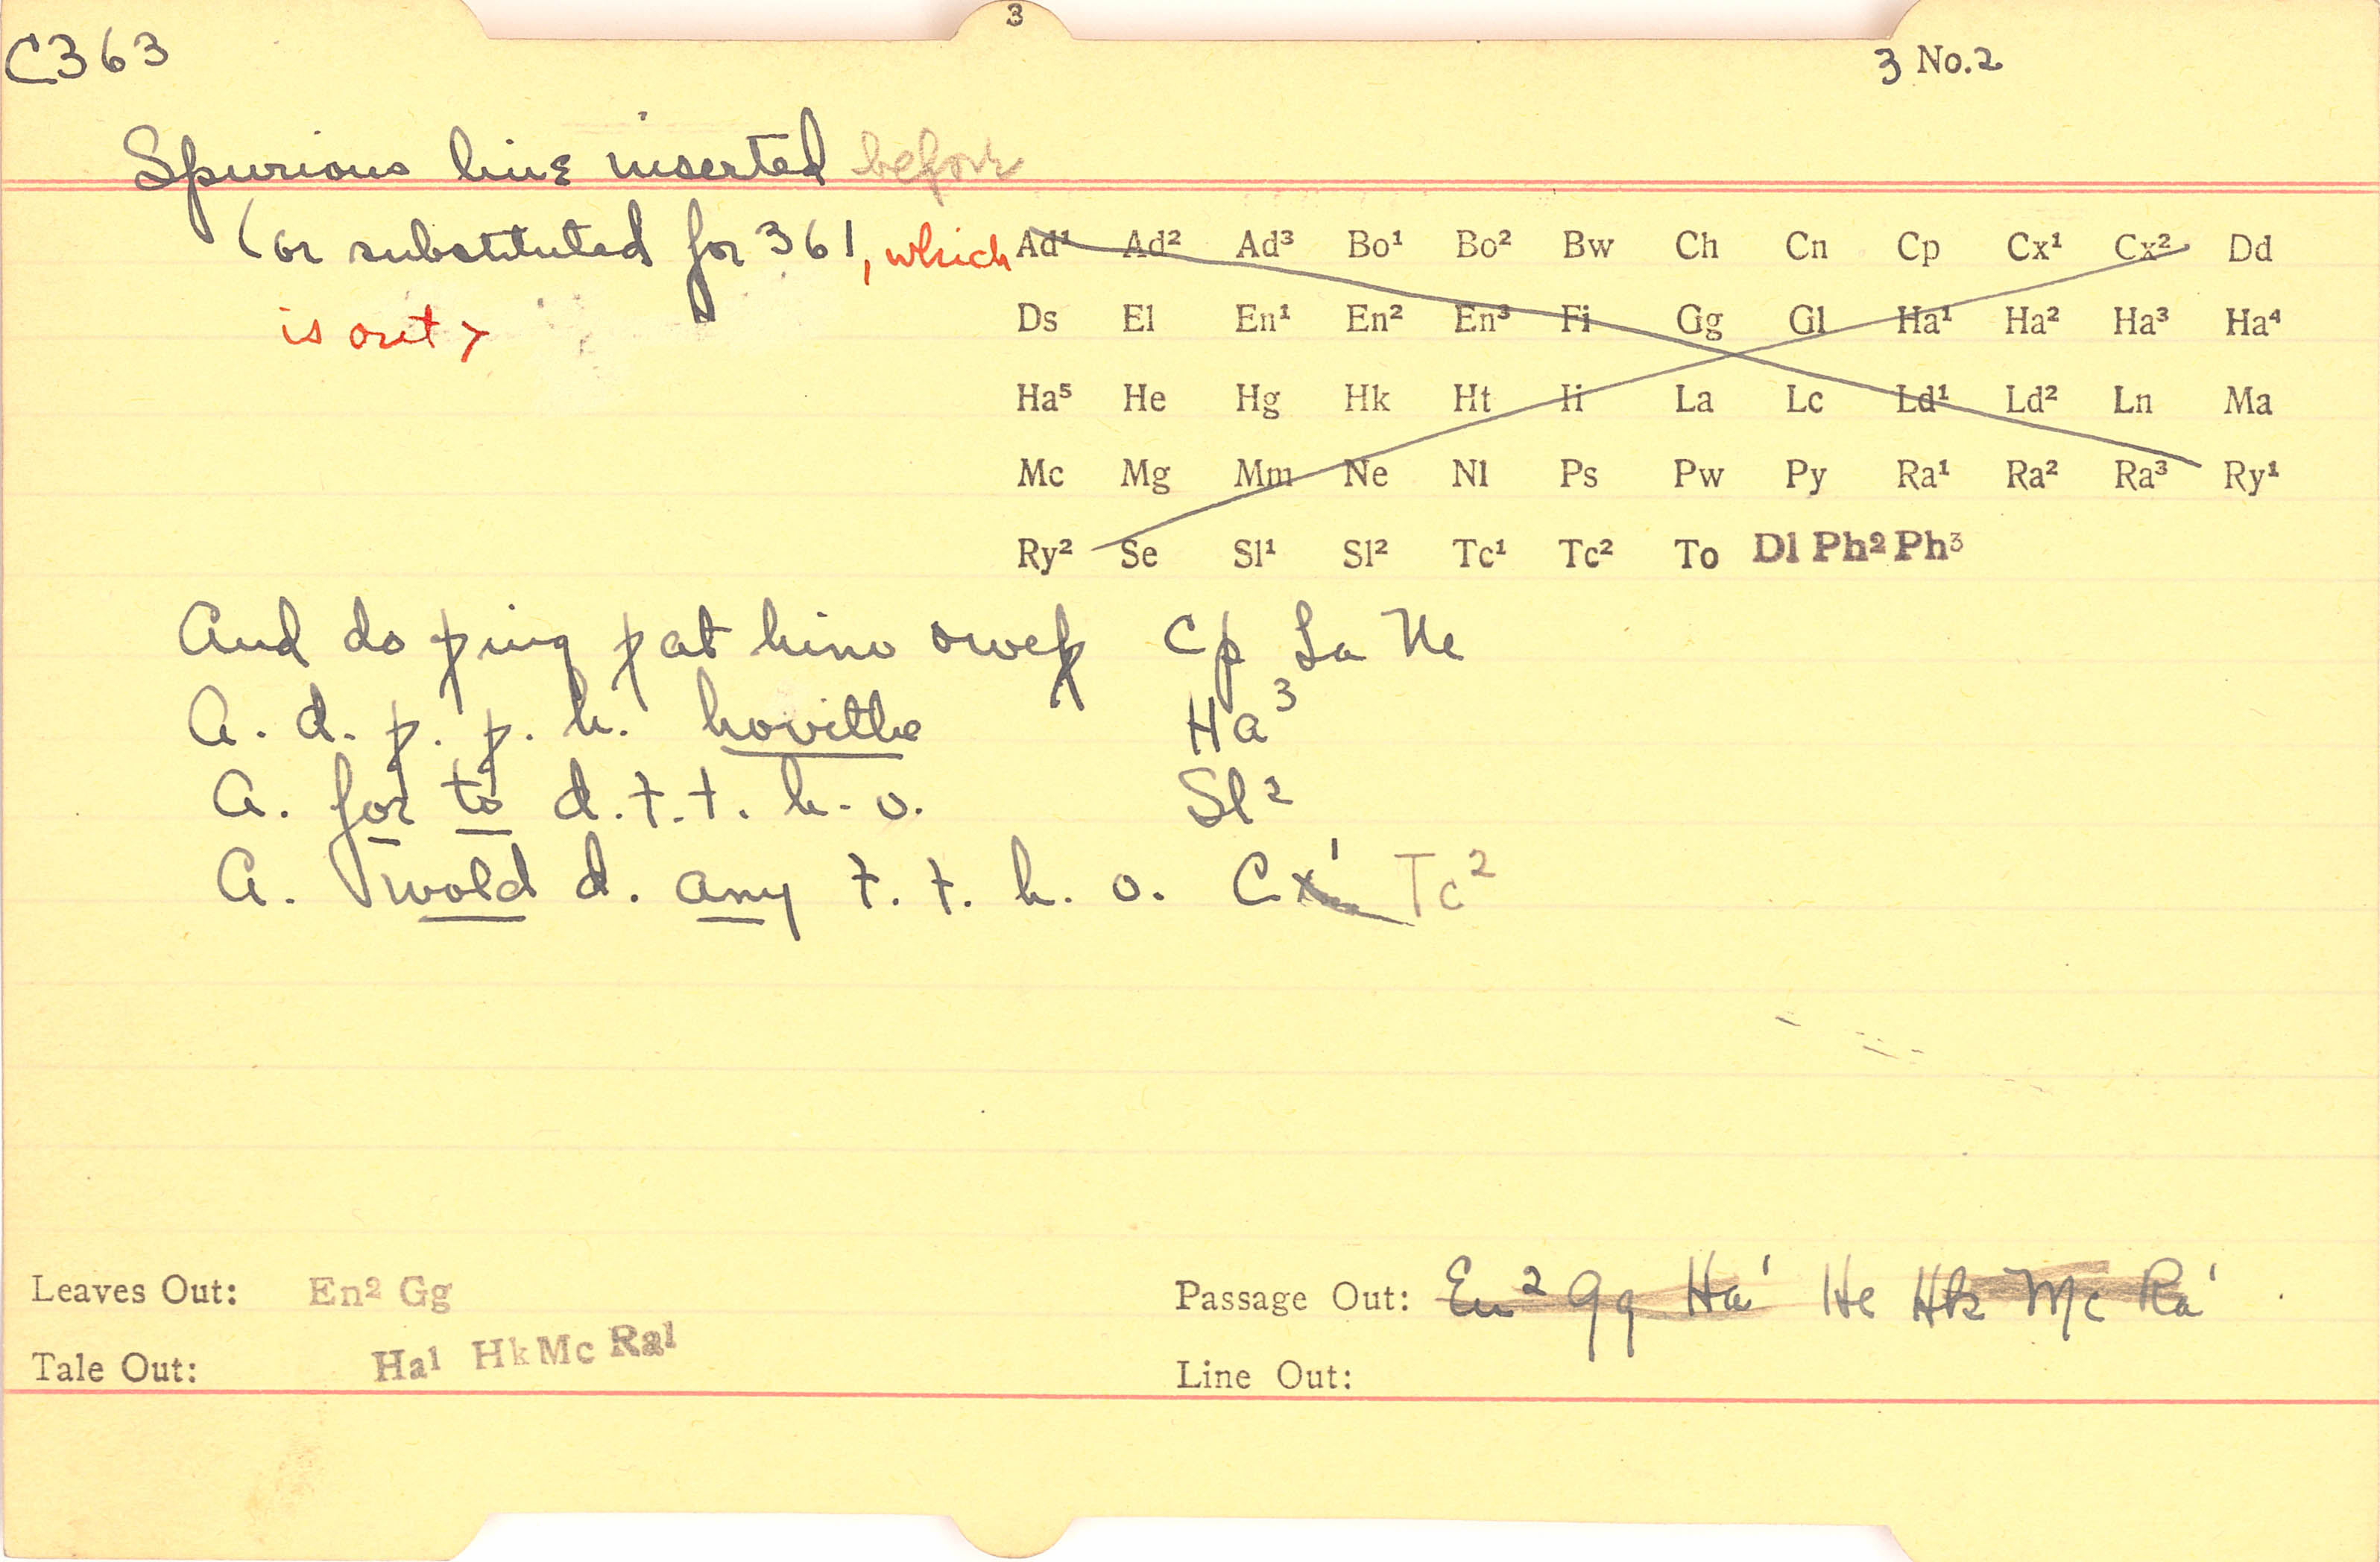 3
C363
3 No.2
Spurious line inserted before
(or substituted for 361, which
is out)
Ad¹ Ad² Ad³ Bo¹ Bo² Bw Ch Cn Cp Cx¹ Cx² Dd
Ds El En¹ En² En³ Fi Gg Gl Ha¹ Ha² Ha³ Ha⁴
Ha⁵ He Hg Hk Ht Ii La Lc Ld¹ Ld² Ln Ma
Mc Mg Mm Ne Nl Ps Pw Py Ra¹ Ra² Ra³ Ry¹
Ry² Se Sl¹ Sl² Tc¹ Tc² To Dl Ph² Ph³
And do þing þat hino oweþ Cp La Ne
A. d. þ. þ. h. hovithe Ha³
A. for to d. t. t. h. o. Sl²
A. wold d. any t. t. h. o. Cx¹ Tc²
Leaves Out: En² Gg
Passage Out: En² Gg Ha¹ He Hk Mc Ra¹
Tale Out: Ha¹ Hk Mc Ra¹
Line Out: